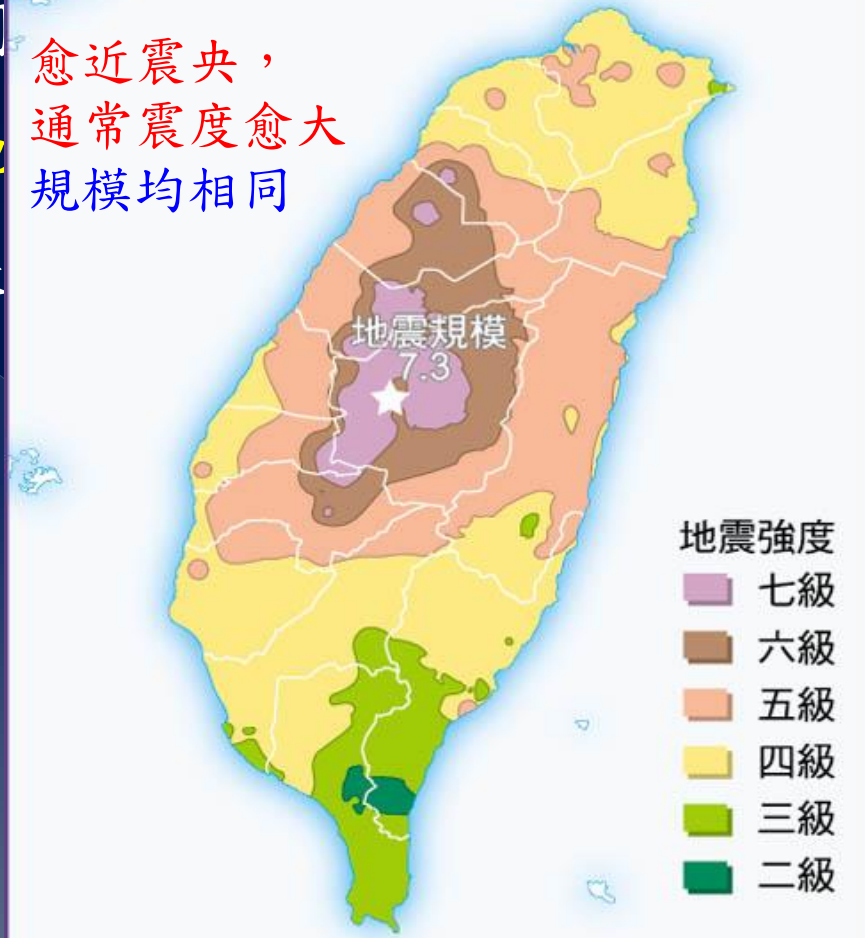 愈近震央，
通常震度愈大
規模均相同
地震規模
7.3
地震強度
七級
六級
五級
四級
三級
二級